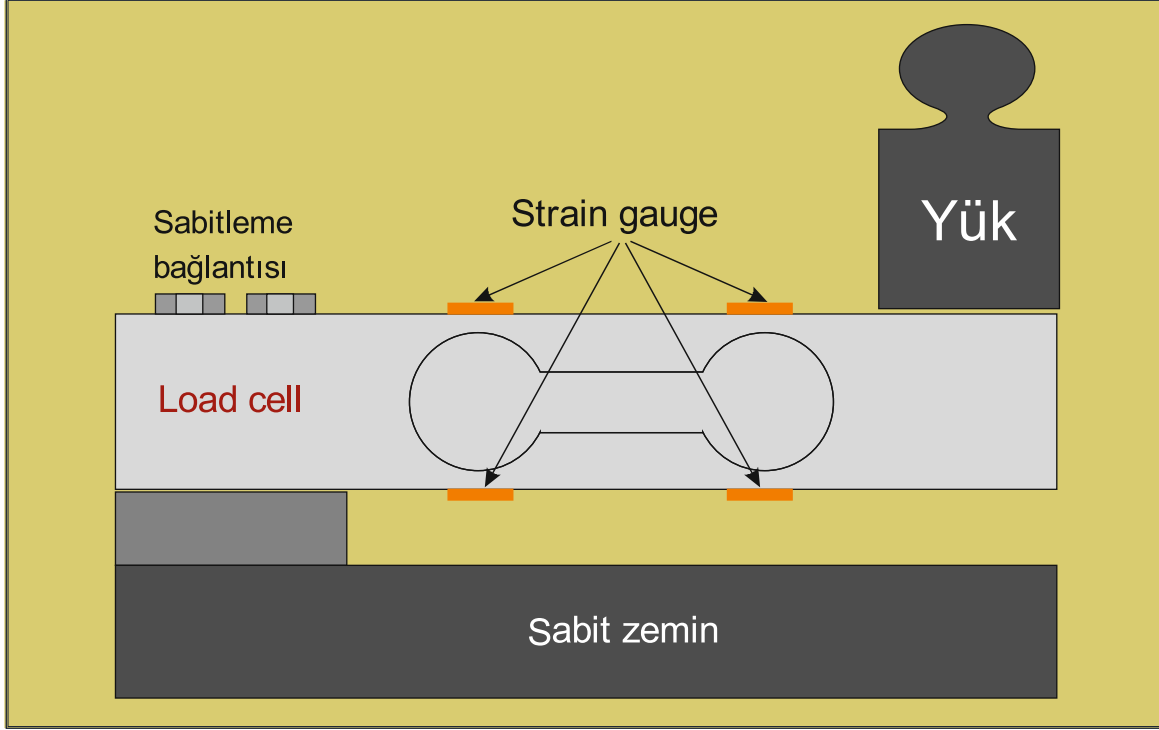 Yük
Strain gauge
Sabitleme
bağlantısı
Load cell
Sabit zemin